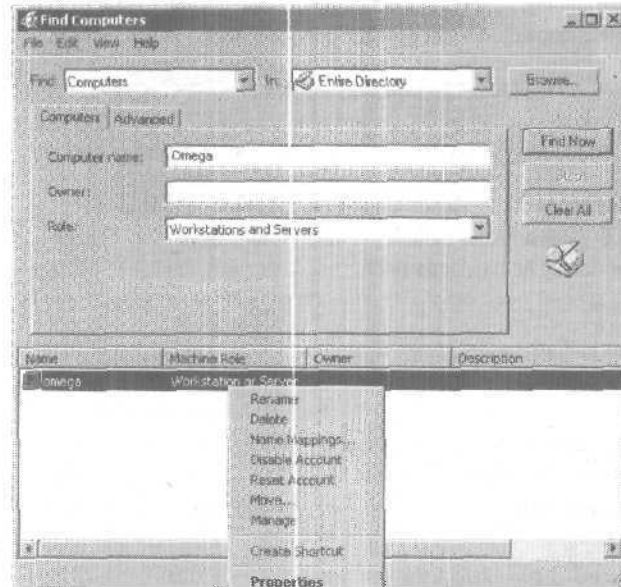 Find Computers
File Edit View Help
Find: Computers In: Entire Directory Browse...
Computers Advanced
Computer name: Omega Find Now
Stop
Owner:
Clear All
Role: Workstations and Servers
Name Machine Role Owner Description
omega Workstation or Server
Rename
Delete
Name Mappings...
Disable Account
Reset Account
Move...
Manage
Create Shortcut
Properties